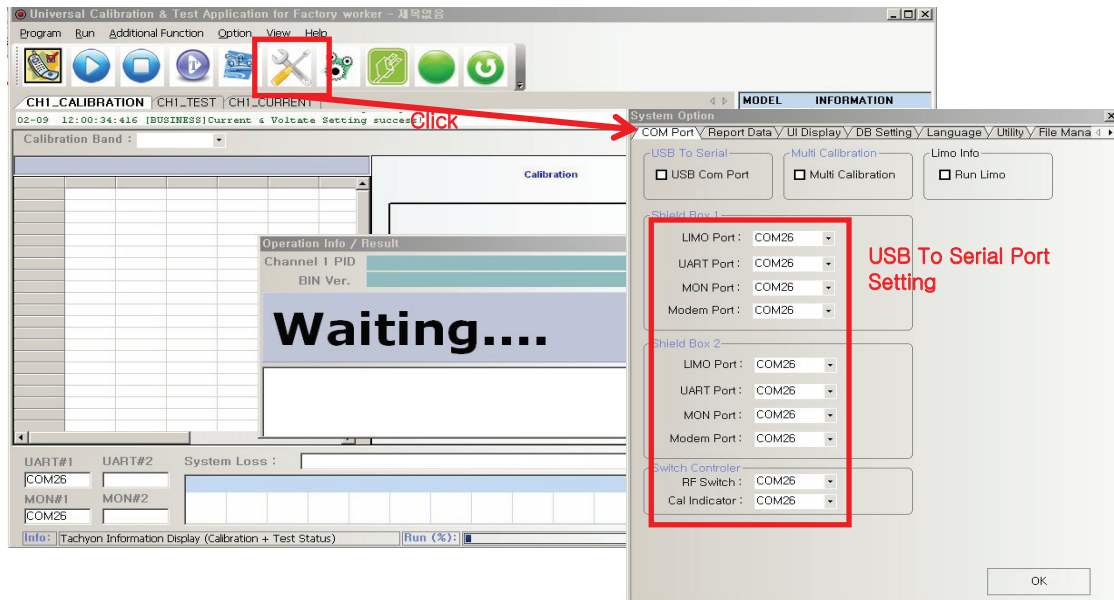 Universal Calibration & Test Application for Factory worker - 제목없음
Program Run Additional Function Option View Help
CH1_CALIBRATION CH1_TEST CH1_CURRENT
MODEL INFORMATION
02-09 12:00:34:416 [BUSINESS]Current & Voltate Setting success!
Click
Calibration Band :
Calibration
Operation Info / Result
Channel 1 PID
BIN Ver.
Waiting....
UART#1 UART#2 System Loss :
COM26
MON#1 MON#2
COM26
Info: Tachyon Information Display (Calibration + Test Status) Run (%):
System Option
COM Port Report Data UI Display DB Setting Language Utility File Mana
USB To Serial Multi Calibration Limo Info
USB Com Port Multi Calibration Run Limo
Shield Box 1
LIMO Port : COM26
UART Port : COM26
MON Port : COM26
Modem Port : COM26
USB To Serial Port
Setting
Shield Box 2
LIMO Port : COM26
UART Port : COM26
MON Port : COM26
Modem Port : COM26
Switch Controler
RF Switch : COM26
Cal Indicator : COM26
OK